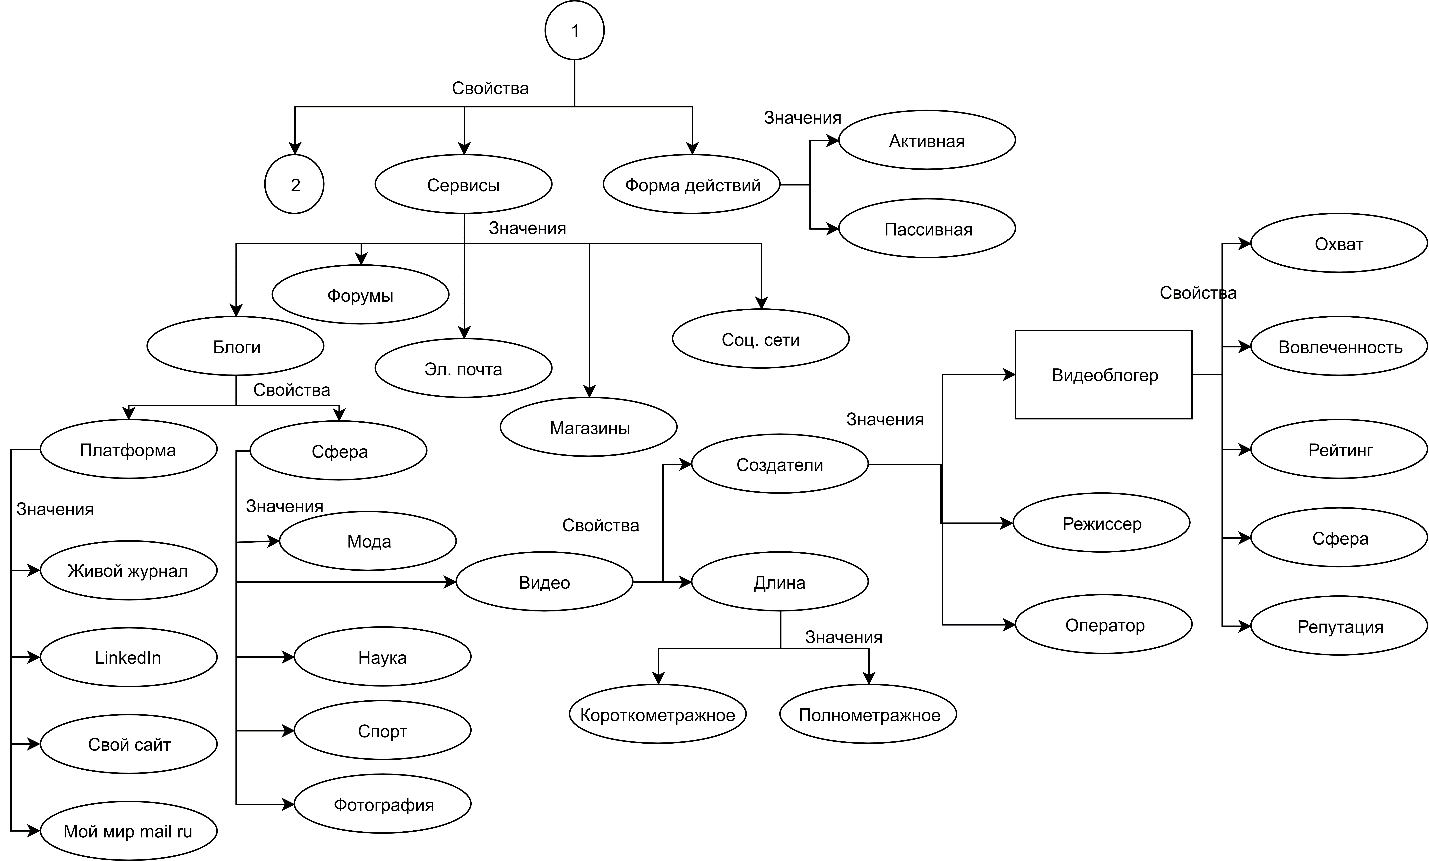 1
Свойства
Значения
Активная
2
Сервисы
Форма действий
Пассивная
Значения
Охват
Форумы
Свойства
Блоги
Соц. сети
Вовлеченность
Эл. почта
Видеоблогер
Свойства
Магазины
Значения
Платформа
Сфера
Создатели
Рейтинг
Значения
Значения
Свойства
Режиссер
Мода
Сфера
Живой журнал
Видео
Длина
Оператор
Репутация
Значения
LinkedIn
Наука
Короткометражное
Полнометражное
Свой сайт
Спорт
Фотография
Мой мир mail ru